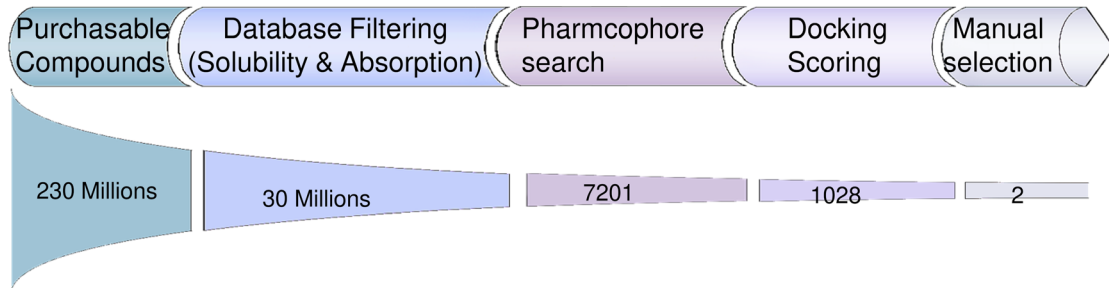 Purchasable
Compounds
Database Filtering
(Solubility & Absorption)
Pharmcophore
search
Docking
Scoring
Manual
selection
230 Millions
30 Millions
7201
1028
2